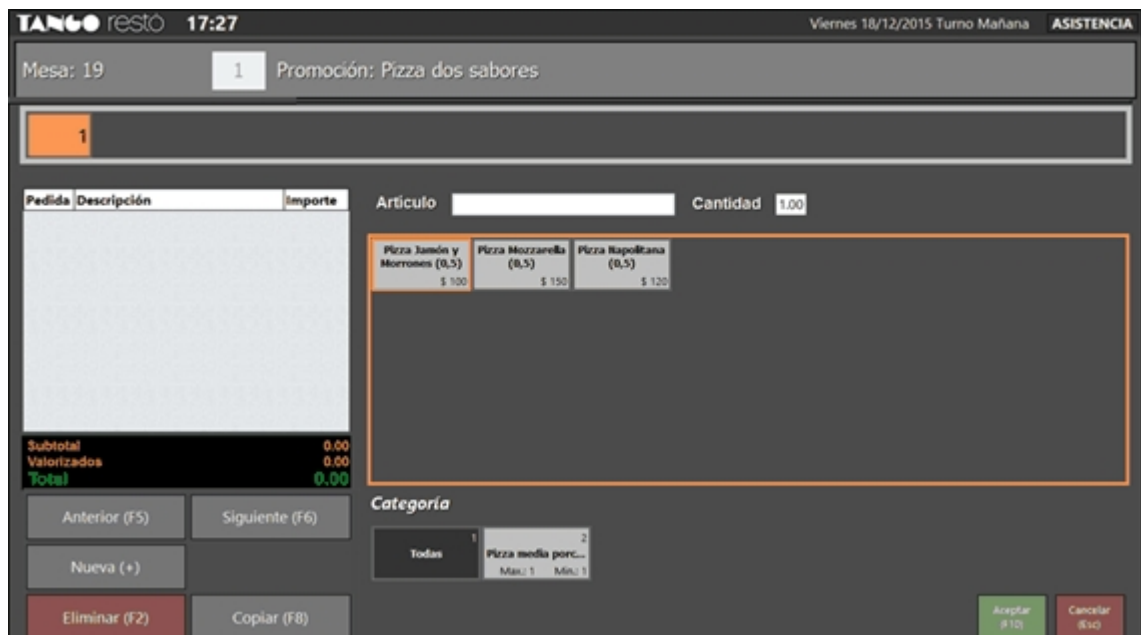 TANGO restó 17:27 Viernes 18/12/2015 Turno Mañana ASISTENCIA
Mesa: 19 1 Promoción: Pizza dos sabores
1
Pedida Descripción Importe
Artículo Cantidad 1.00
Pizza Jamón y Morrones (0,5) $ 100
Pizza Mozzarella (0,5) $ 150
Pizza Napolitana (0,5) $ 120
Subtotal 0.00
Valorizados 0.00
Total 0.00
Categoría
Anterior (F5) Siguiente (F6)
Todas 1
Pizza media porc... 2
Max.: 1 Min.: 1
Nueva (+)
Eliminar (F2) Copiar (F8)
Aceptar (F10)
Cancelar (Esc)